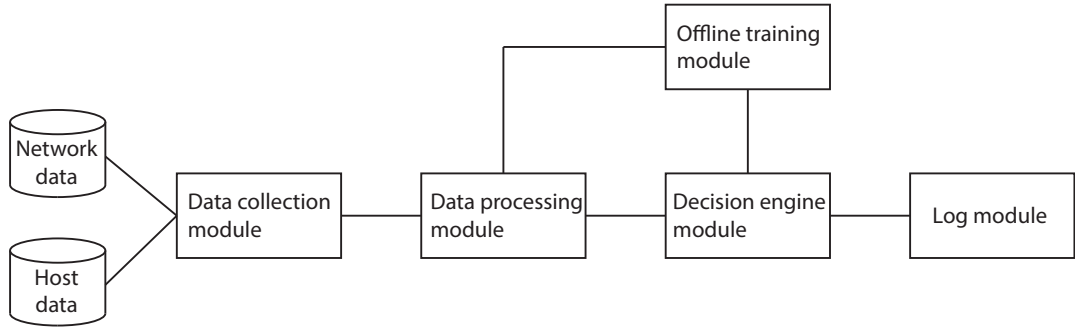 Offline training
module
Network
data
Data collection
module
Data processing
module
Decision engine
module
Log module
Host
data